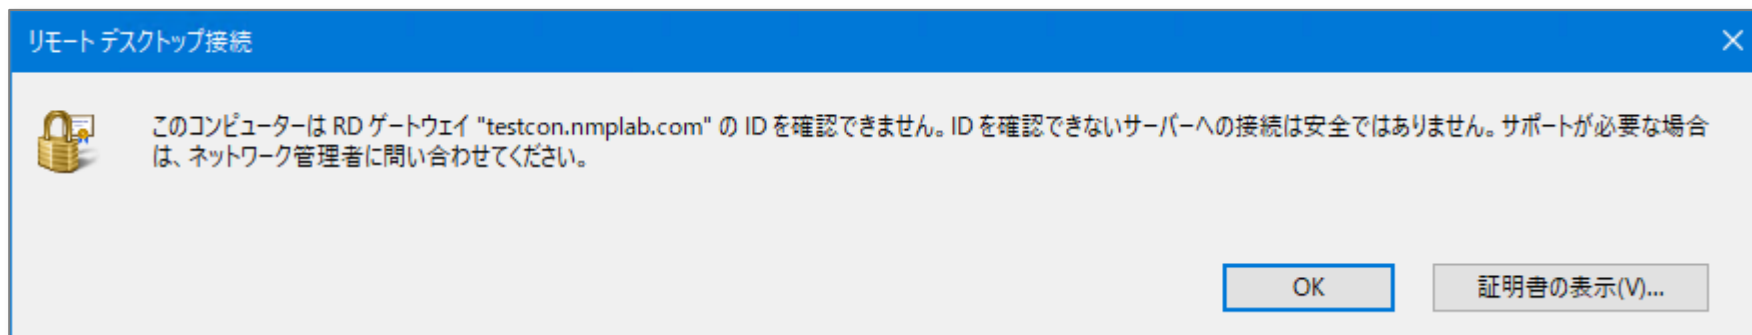 リモート デスクトップ接続
このコンピューターは RD ゲートウェイ "testcon.nmplab.com" の ID を確認できません。ID を確認できないサーバーへの接続は安全ではありません。サポートが必要な場合
は、ネットワーク管理者に問い合わせてください。
OK
証明書の表示(V)...